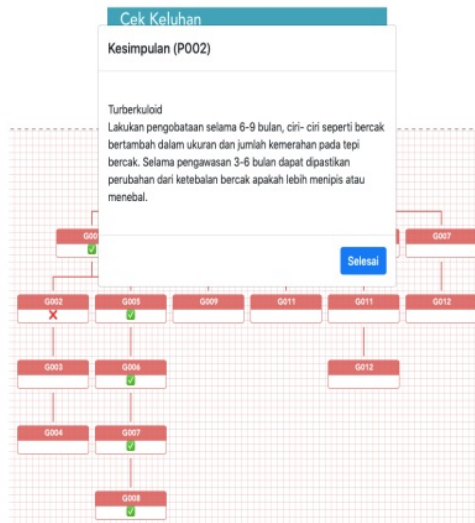 Cek Keluhan
Kesimpulan (P002)
Turberkuloid
Lakukan pengobataan selama 6-9 bulan, ciri- ciri seperti bercak
bertambah dalam ukuran dan jumlah kemerahan pada tepi
bercak. Selama pengawasan 3-6 bulan dapat dipastikan
perubahan dari ketebalan bercak apakah lebih menipis atau
menebal.
Selesai
G007
G002 G005 G009 G011 G011 G012
G003 G006 G012
G004 G007
G008